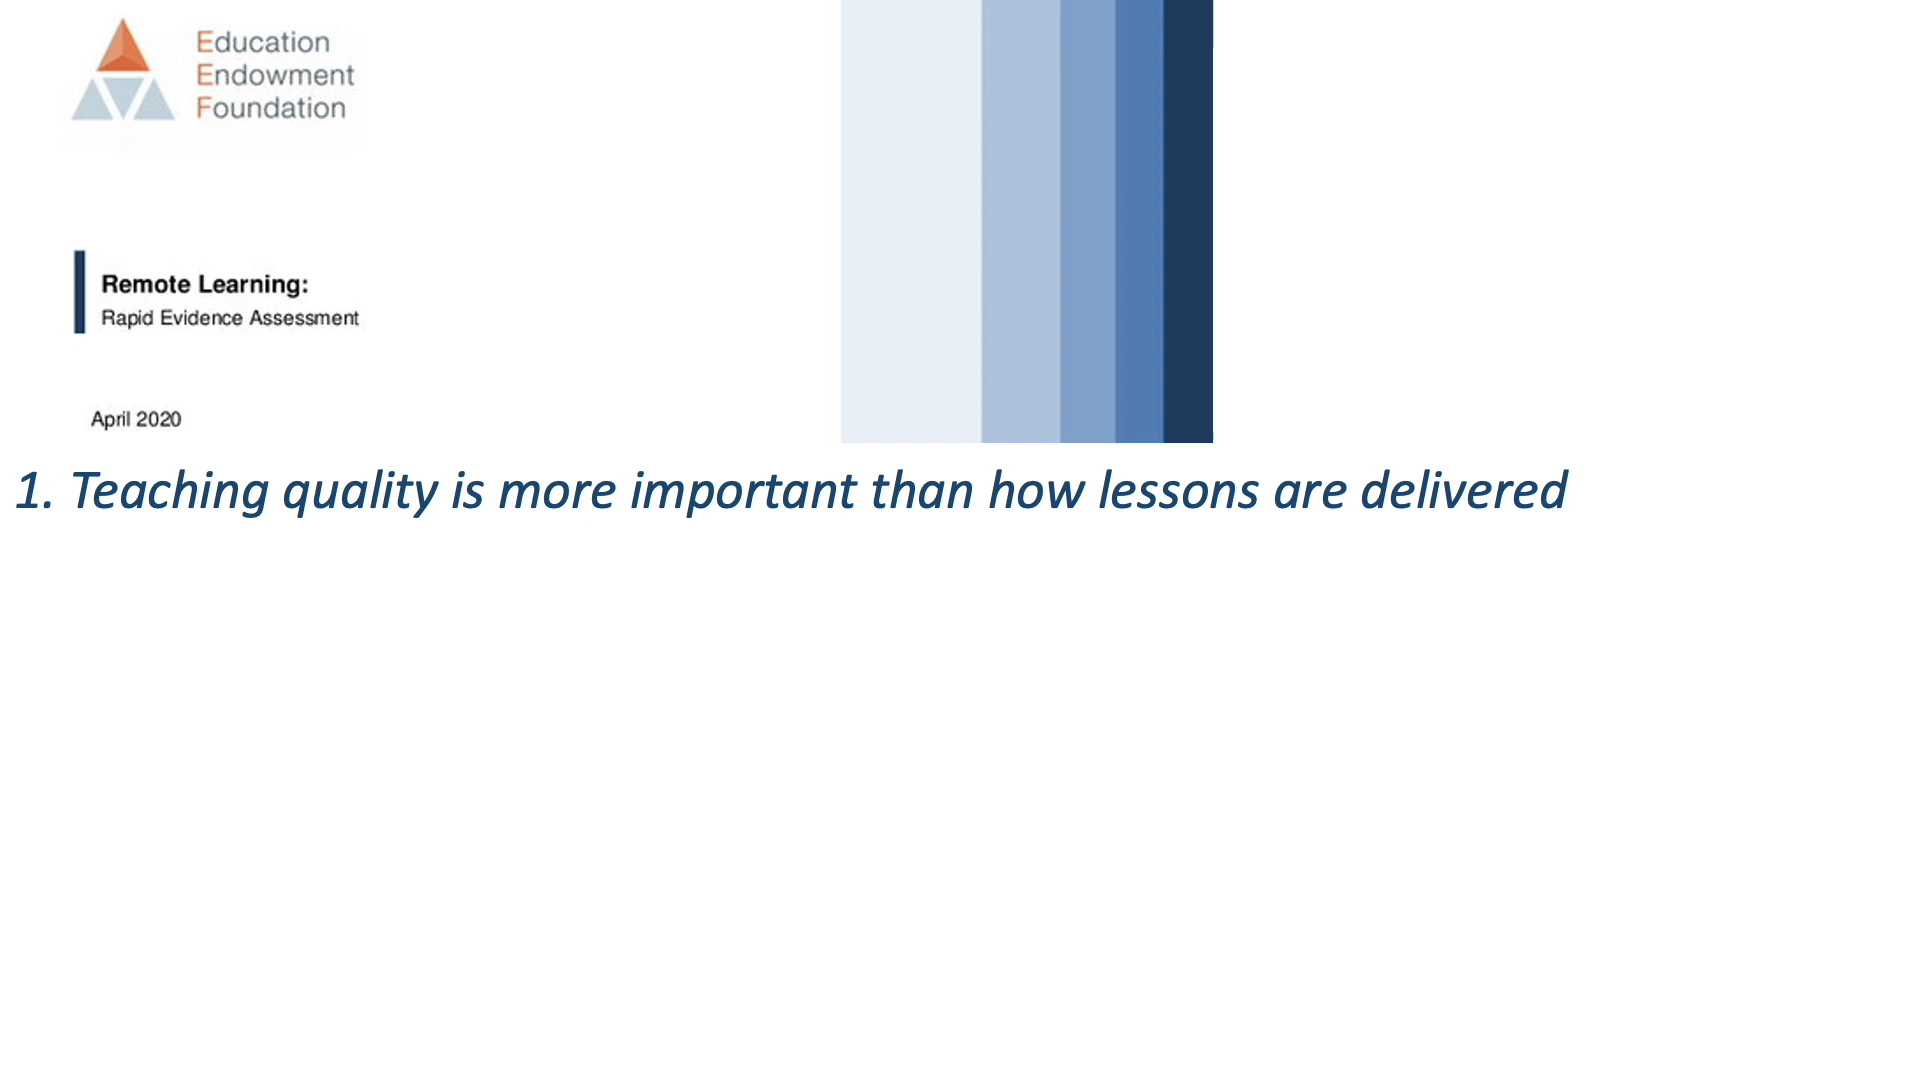 Education
Endowment
Foundation
Remote Learning:
Rapid Evidence Assessment
April 2020
1. Teaching quality is more important than how lessons are delivered